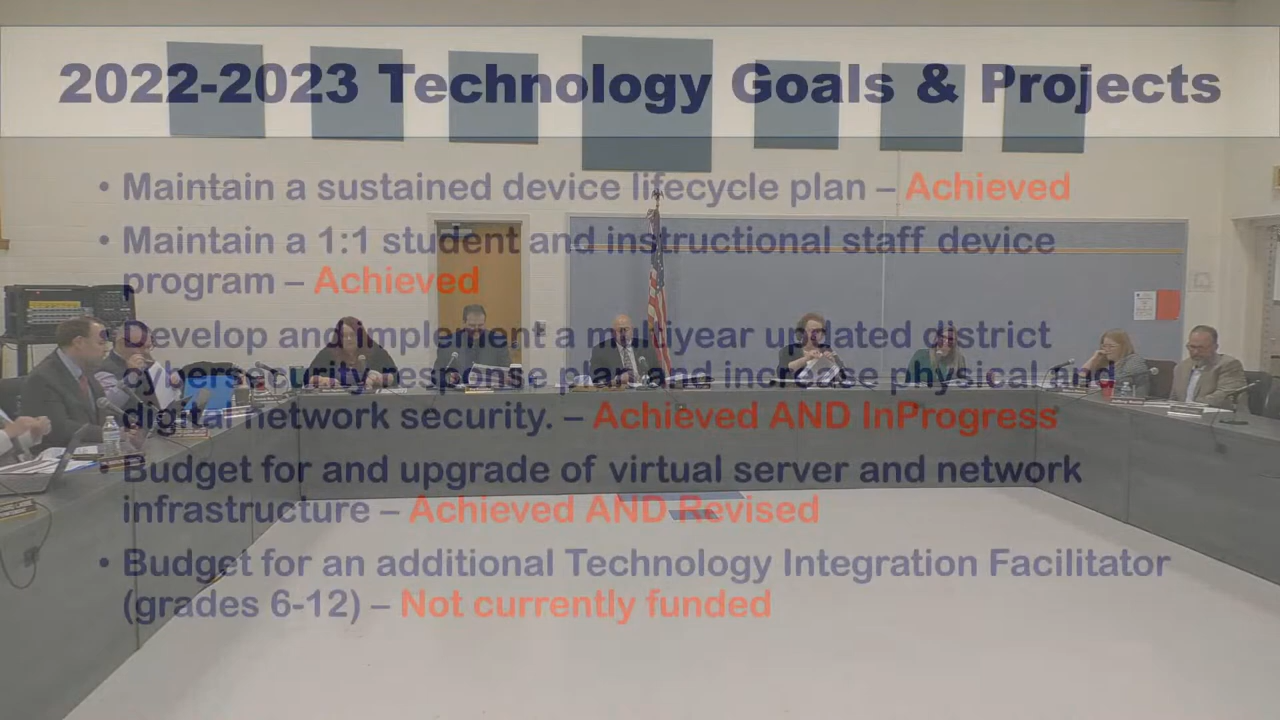 2022-2023 Technology Goals & Projects
• Maintain a sustained device lifecycle plan – Achieved
• Maintain a 1:1 student and instructional staff device
program – Achieved
• Develop and implement a multiyear updated district
cybersecurity response plan and increase physical and
digital network security. – Achieved AND InProgress
• Budget for and upgrade of virtual server and network
infrastructure – Achieved AND Revised
• Budget for an additional Technology Integration Facilitator
(grades 6-12) – Not currently funded